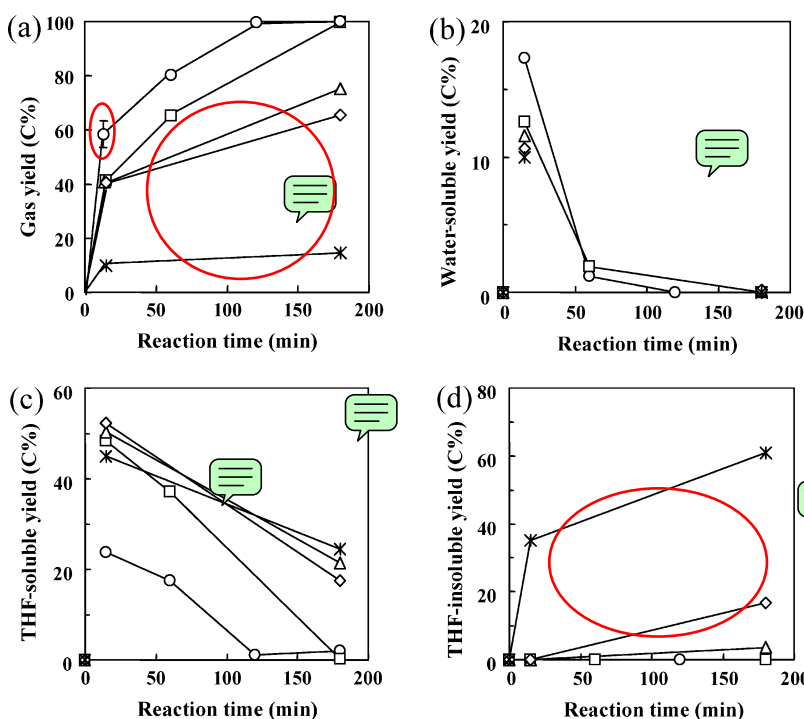 (a)
100
80
60
40
20
0
Gas yield (C%)
0 50 100 150 200
Reaction time (min)
(b)
20
10
0
Water-soluble yield (C%)
0 50 100 150 200
Reaction time (min)
(c)
60
40
20
0
THF-soluble yield (C%)
0 50 100 150 200
Reaction time (min)
(d)
80
60
40
20
0
THF-insoluble yield (C%)
0 50 100 150 200
Reaction time (min)